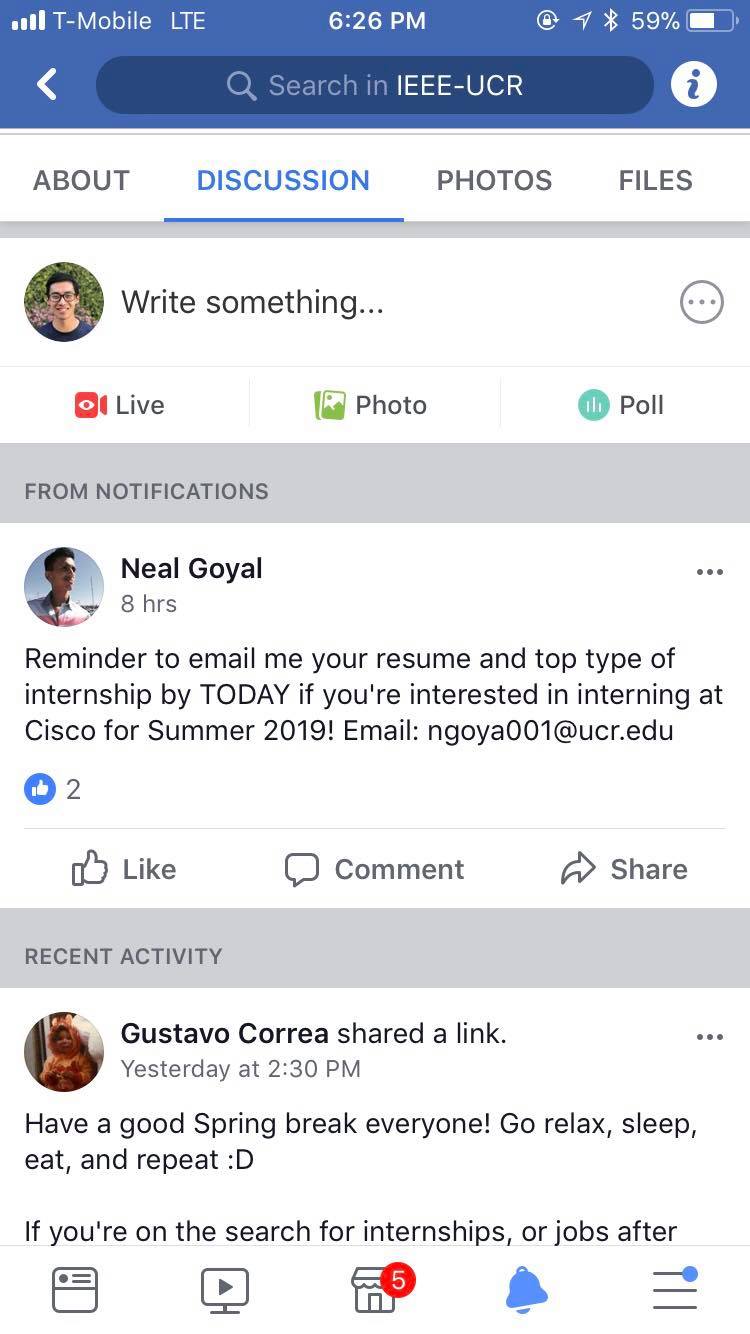 T-Mobile LTE 6:26 PM 59%
Search in IEEE-UCR
ABOUT DISCUSSION PHOTOS FILES
Write something...
Live Photo Poll
FROM NOTIFICATIONS
Neal Goyal
8 hrs
Reminder to email me your resume and top type of
internship by TODAY if you're interested in interning at
Cisco for Summer 2019! Email: ngoya001@ucr.edu
2
Like Comment Share
RECENT ACTIVITY
Gustavo Correa shared a link.
Yesterday at 2:30 PM
Have a good Spring break everyone! Go relax, sleep,
eat, and repeat :D
If you're on the search for internships, or jobs after
5